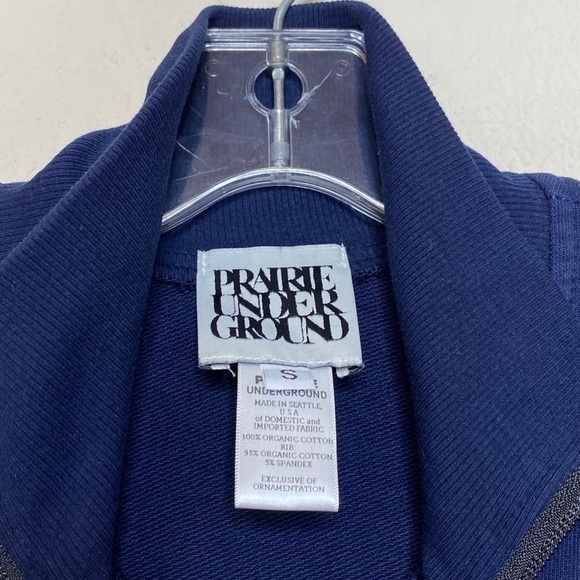 PRAIRIE
UNDER
GROUND
S
UNDERGROUND
MADE IN SEATTLE,
USA
of DOMESTIC and
IMPORTED FABRIC
100% ORGANIC COTTON
RIB
95% ORGANIC COTTON
5% SPANDEX
EXCLUSIVE OF
ORNAMENTATION